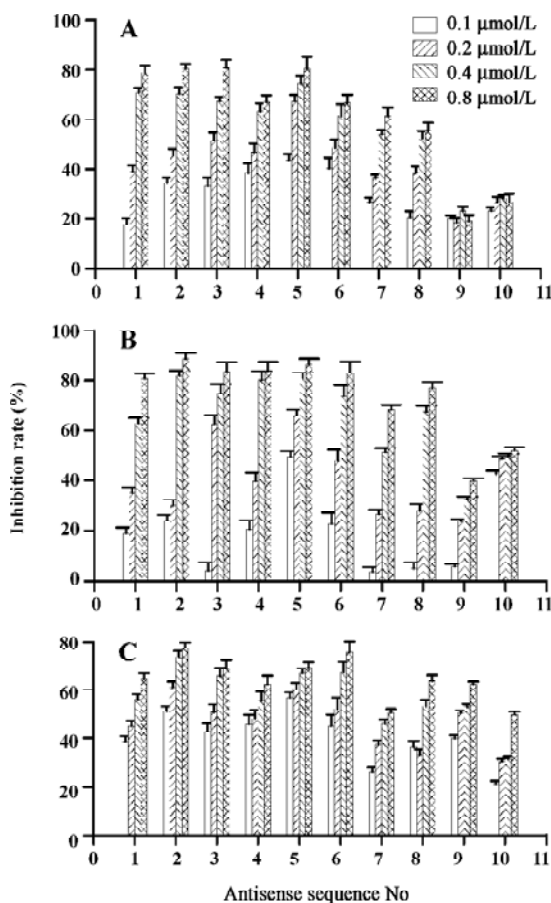 A
0.1 µmol/L
0.2 µmol/L
0.4 µmol/L
0.8 µmol/L
100
80
60
40
20
0
0 1 2 3 4 5 6 7 8 9 10 11
B
100
80
60
40
20
0
0 1 2 3 4 5 6 7 8 9 10 11
Inhibition rate (%)
C
80
60
40
20
0
0 1 2 3 4 5 6 7 8 9 10 11
Antisense sequence No